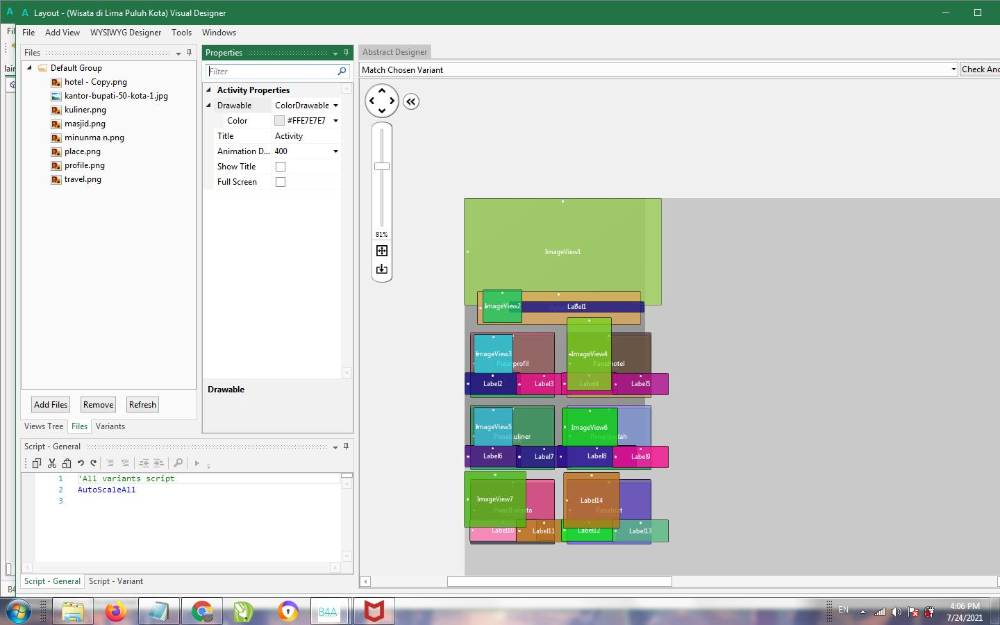 Layout - (Wisata di Lima Puluh Kota) Visual Designer
File Add View WYSIWYG Designer Tools Windows
Files
Default Group
hotel - Copy.png
kantor-bupati-50-kota-1.jpg
kuliner.png
masjid.png
minunma n.png
place.png
profile.png
travel.png
Add Files Remove Refresh
Views Tree Files Variants
Properties
Filter
Activity Properties
Drawable ColorDrawable
Color #FFE7E7E7
Title Activity
Animation D... 400
Show Title
Full Screen
Drawable
Script - General
1 'All variants script
2 AutoScaleAll
3
Script - General Script - Variant
Abstract Designer
Match Chosen Variant
Check Anc
81%
ImageView1
ImageView2 Label1
ImageView3 ImageView4
Panelprofil Panelhotel
Label2 Label3 Label4 Label5
ImageView5 ImageView6
Panelkuliner Panelibadah
Label6 Label7 Label8 Label9
ImageView7 Label14
Panel1wisata Panelout
Label10 Label11 Label12 Label13
B4A
EN
4:06 PM
7/24/2021